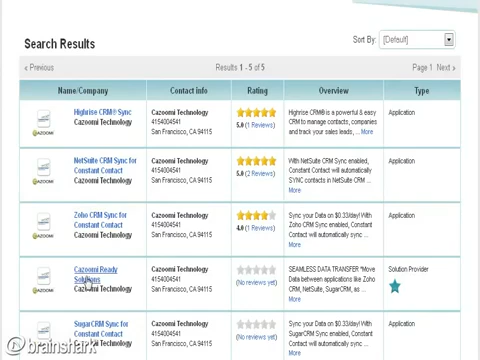 Search Results
Sort By: [Default]
‹ Previous Results 1 - 5 of 5 Page 1 Next ›
Name/Company Contact info Rating Overview Type
Highrise CRM® Sync
Cazoomi Technology
Cazoomi Technology
4154004541
San Francisco, CA 94115
5.0 (1 Reviews)
Highrise CRM® is a powerful & easy
CRM to manage contacts, companies
and track your sales leads, ... More
Application
AZOOMI
NetSuite CRM Sync for
Constant Contact
Cazoomi Technology
Cazoomi Technology
4154004541
San Francisco, CA 94115
5.0 (2 Reviews)
With NetSuite CRM Sync enabled,
Constant Contact will automatically
SYNC contacts in NetSuite CRM.
More
Application
AZOOMI
Zoho CRM Sync for
Constant Contact
Cazoomi Technology
Cazoomi Technology
4154004541
San Francisco, CA 94115
4.0 (1 Reviews)
Sync your Data on $0.33/day! With
Zoho CRM Sync enabled, Constant
Contact will automatically sync ...
More
Application
AZOOMI
Cazoomi Ready
Solutions
Cazoomi Technology
Cazoomi Technology
4154004541
San Francisco, CA 94115
(No reviews yet)
SEAMLESS DATA TRANSFER "Move
Data between applications like Zoho
CRM, NetSuite, SugarCRM, as ...
More
Solution Provider
AZOOMI
SugarCRM Sync for
Constant Contact
Cazoomi Technology
Cazoomi Technology
4154004541
San Francisco, CA 94115
(No reviews yet)
Sync your Data on $0.33/day! With
SugarCRM Sync enabled, Constant
Contact will automatically sync ...
More
Application
brainshark